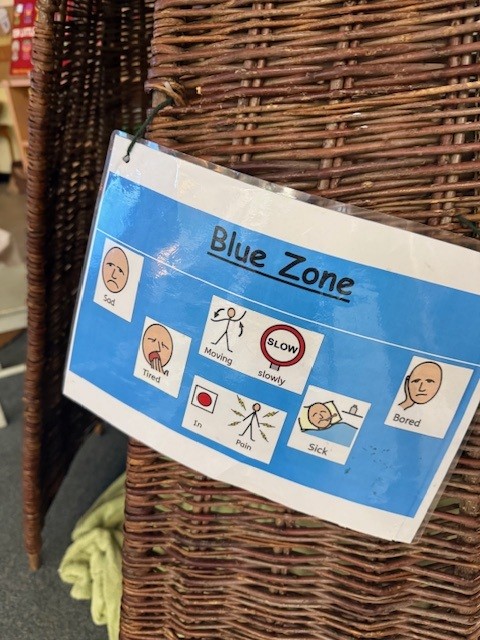 Blue Zone
Sad
Tired
Moving slowly
SLOW
In Pain
Sick
Bored